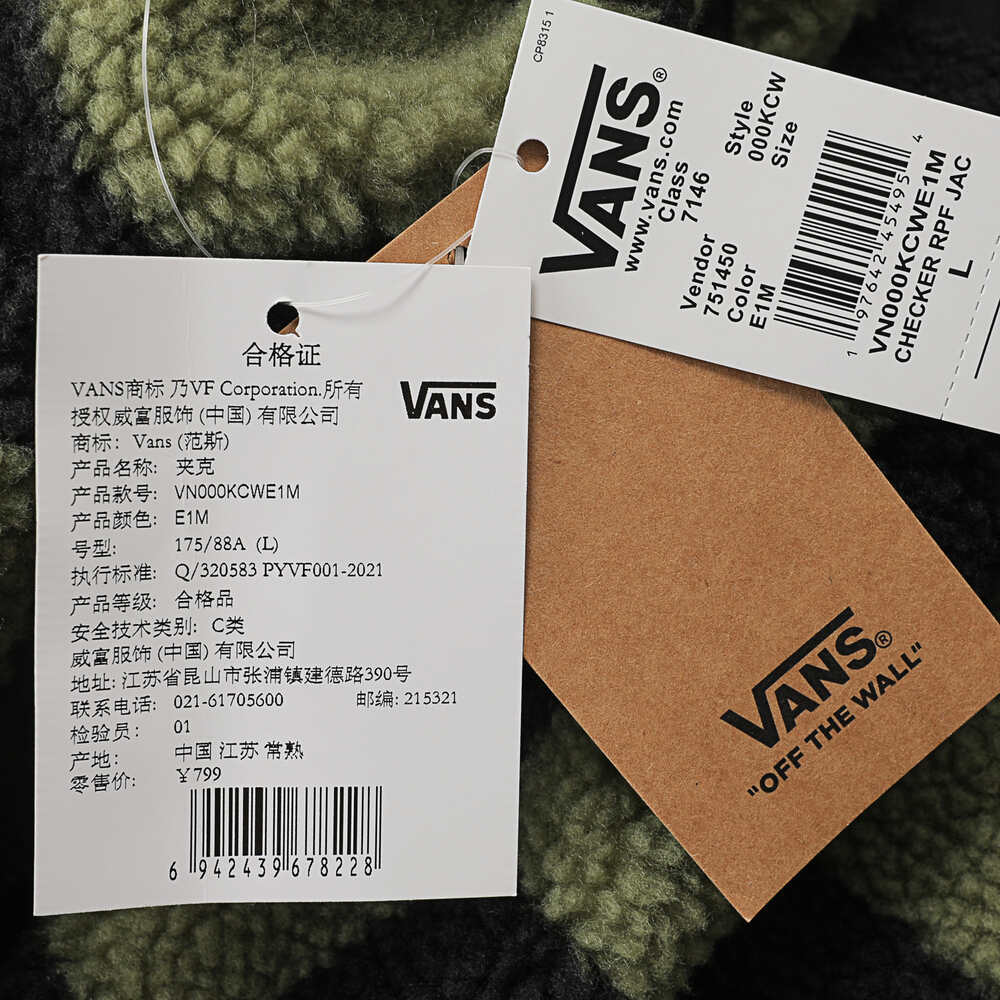 合格证
VANS商标 乃VF Corporation.所有
授权威富服饰 (中国) 有限公司
VANS
商标: Vans (范斯)
产品名称: 夹克
产品款号: VN000KCWE1M
产品颜色: E1M
号型: 175/88A (L)
执行标准: Q/320583 PYVF001-2021
产品等级: 合格品
安全技术类别: C类
威富服饰 (中国) 有限公司
地址: 江苏省昆山市张浦镇建德路390号
联系电话: 021-61705600 邮编: 215321
检验员: 01
产地: 中国 江苏 常熟
零售价: ¥799
6 942439 678228
CP8315 1
VANS®
www.vans.com
Class
7146
Style
000KCW
Size
Vendor
751450
Color
E1M
1 97642 45495 4
VN000KCWE1M
CHECKER RPF JAC
L
VANS®
"OFF THE WALL"